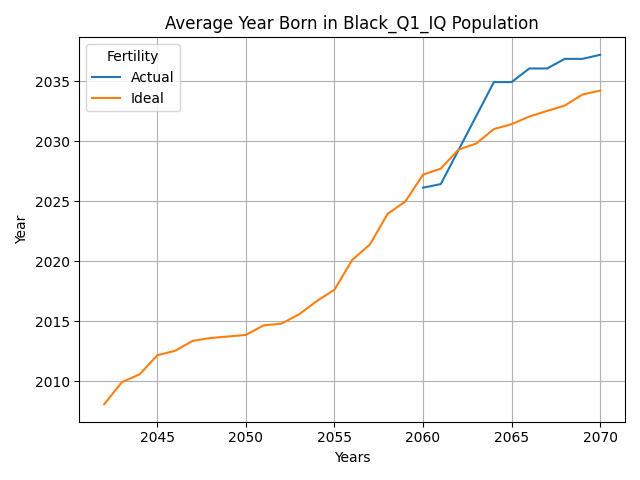 Average Year Born in Black_Q1_IQ Population
Fertility
Actual
Ideal
Year
2035
2030
2025
2020
2015
2010
2045 2050 2055 2060 2065 2070
Years